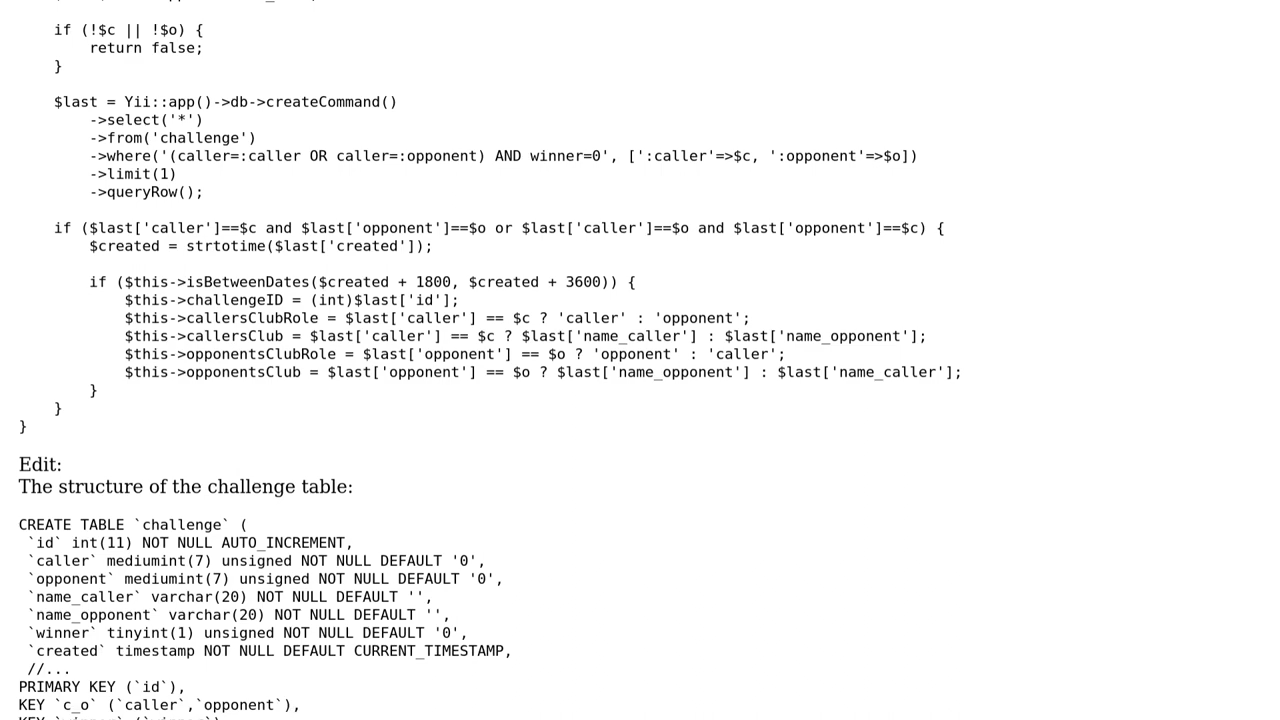 if (!$c || !$o) {
return false;
}
$last = Yii::app()->db->createCommand()
->select('*')
->from('challenge')
->where('(caller=:caller OR caller=:opponent) AND winner=0', [':caller'=>$c, ':opponent'=>$o])
->limit(1)
->queryRow();
if ($last['caller']==$c and $last['opponent']==$o or $last['caller']==$o and $last['opponent']==$c) {
$created = strtotime($last['created']);
if ($this->isBetweenDates($created + 1800, $created + 3600)) {
$this->challengeID = (int)$last['id'];
$this->callersClubRole = $last['caller'] == $c ? 'caller' : 'opponent';
$this->callersClub = $last['caller'] == $c ? $last['name_caller'] : $last['name_opponent'];
$this->opponentsClubRole = $last['opponent'] == $o ? 'opponent' : 'caller';
$this->opponentsClub = $last['opponent'] == $o ? $last['name_opponent'] : $last['name_caller'];
}
}
}
Edit:
The structure of the challenge table:
CREATE TABLE `challenge` (
`id` int(11) NOT NULL AUTO_INCREMENT,
`caller` mediumint(7) unsigned NOT NULL DEFAULT '0',
`opponent` mediumint(7) unsigned NOT NULL DEFAULT '0',
`name_caller` varchar(20) NOT NULL DEFAULT '',
`name_opponent` varchar(20) NOT NULL DEFAULT '',
`winner` tinyint(1) unsigned NOT NULL DEFAULT '0',
`created` timestamp NOT NULL DEFAULT CURRENT_TIMESTAMP,
//...
PRIMARY KEY (`id`),
KEY `c_o` (`caller`,`opponent`),